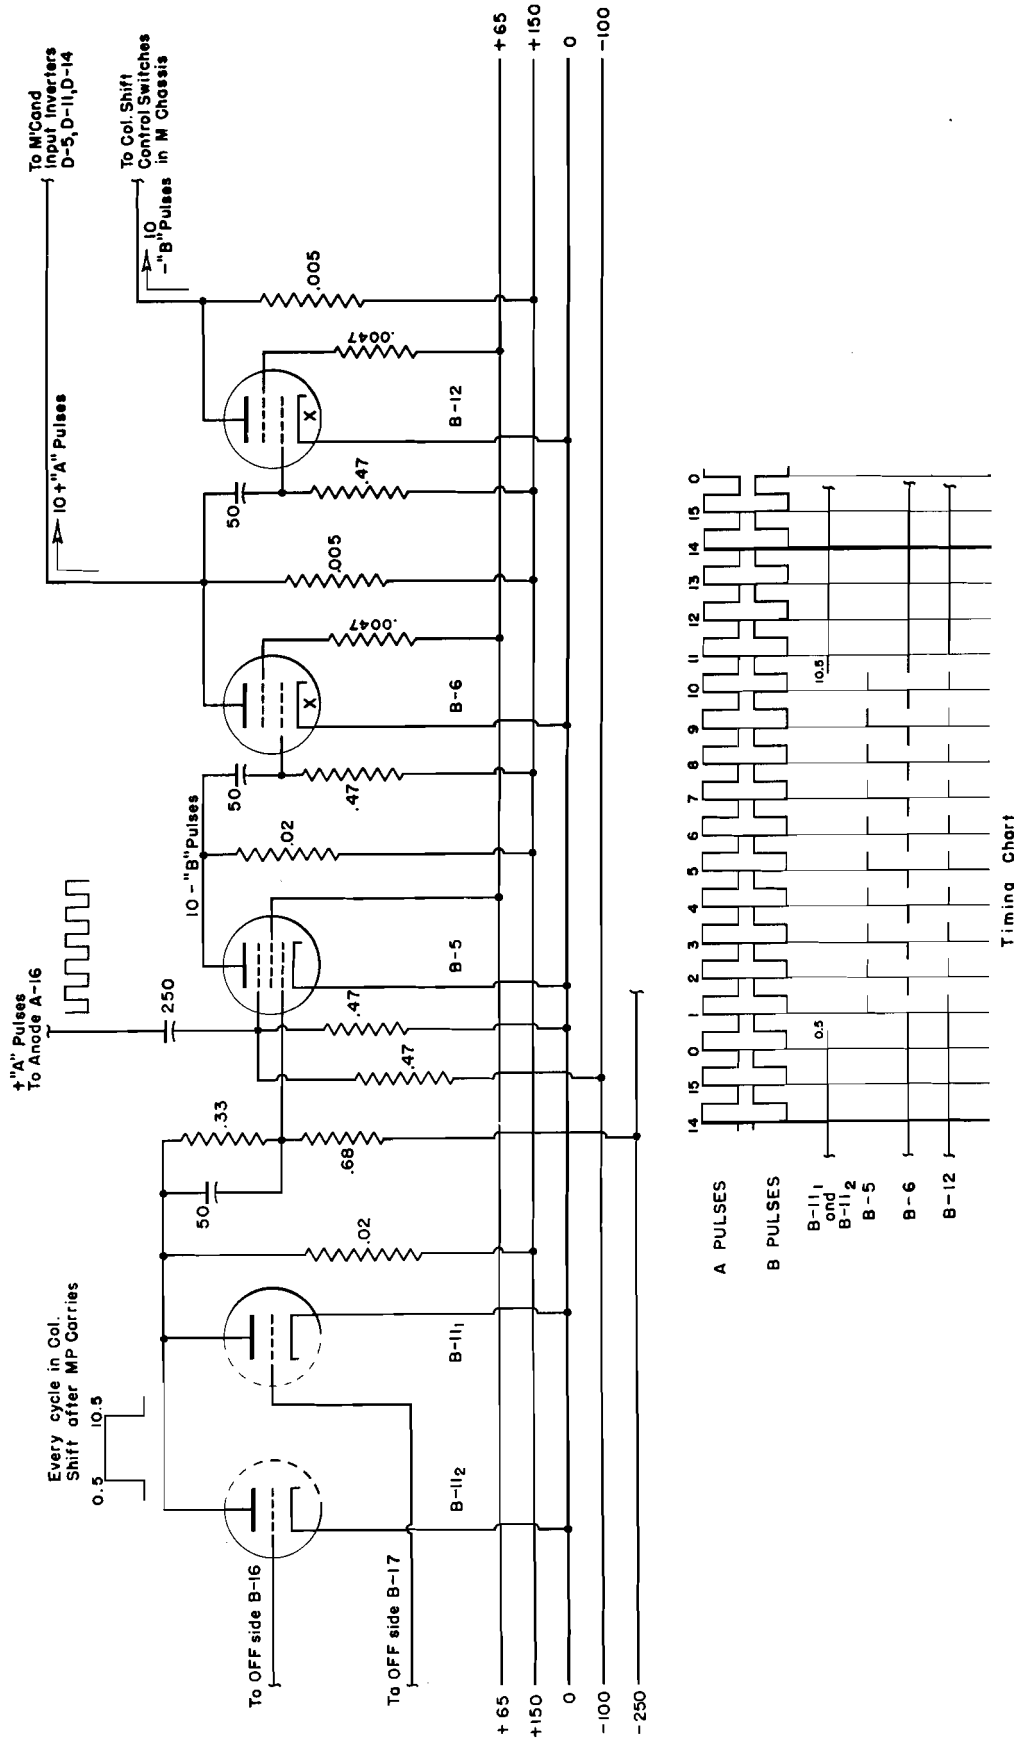 Every cycle in Col.
Shift after MP Carries
0.5
10.5
+"A" Pulses
To Anode A-16
To M'Cand
Input Inverters
D-5, D-11, D-14
To Col. Shift
Control Switches
in M Chassis
10
-"B" Pulses
10 +"A" Pulses
10 -"B" Pulses
250
50
.33
.68
.02
.47
.47
.02
50
.47
.0047
.005
50
.47
.0047
.005
X
X
To OFF side B-16
To OFF side B-17
B-11₂
B-11₁
B-5
B-6
B-12
+65
+150
0
-100
-250
+65
+150
0
-100
14 15 0 1 2 3 4 5 6 7 8 9 10 11 12 13 14 15 0
A PULSES
B PULSES
B-11₁
and
B-11₂
0.5
10.5
B-5
B-6
B-12
Timing Chart